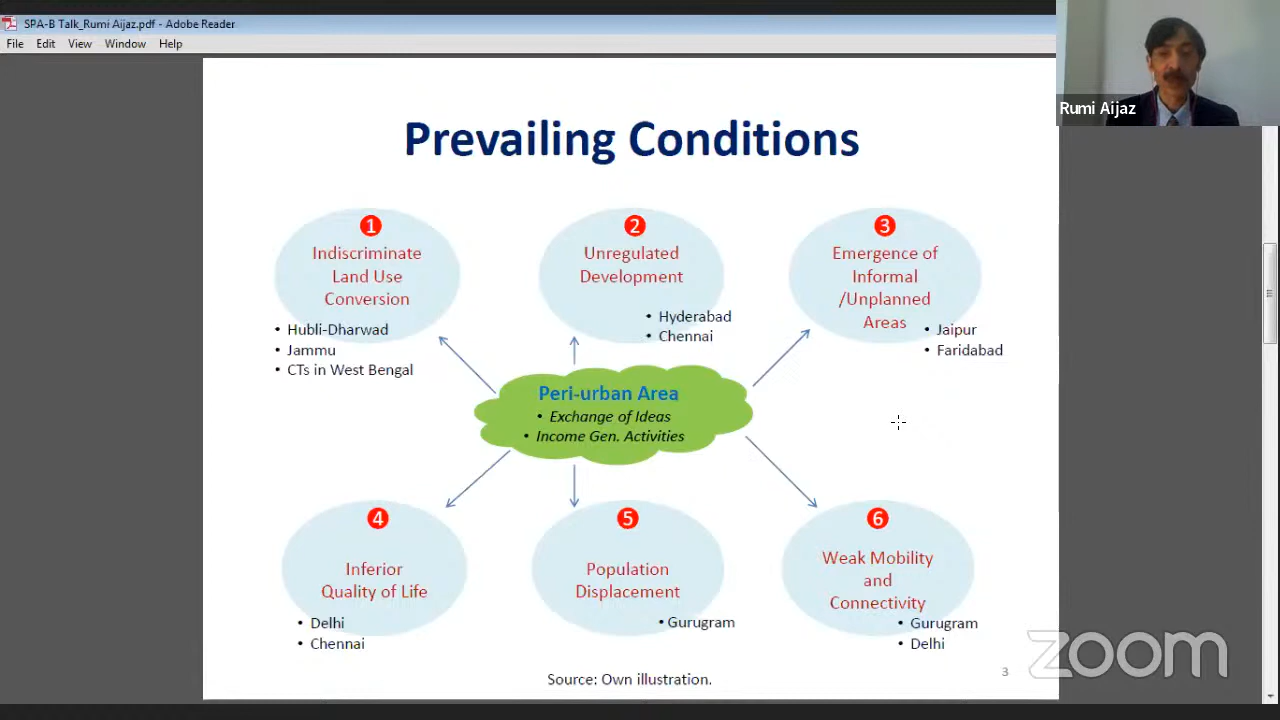 SPA-B Talk_Rumi Aijaz.pdf - Adobe Reader
File Edit View Window Help
Rumi Aijaz
Prevailing Conditions
1
Indiscriminate
Land Use
Conversion
• Hubli-Dharwad
• Jammu
• CTs in West Bengal
2
Unregulated
Development
• Hyderabad
• Chennai
3
Emergence of
Informal
/Unplanned
Areas
• Jaipur
• Faridabad
Peri-urban Area
• Exchange of Ideas
• Income Gen. Activities
4
Inferior
Quality of Life
• Delhi
• Chennai
5
Population
Displacement
• Gurugram
6
Weak Mobility
and
Connectivity
• Gurugram
• Delhi
Source: Own illustration.
3
zoom